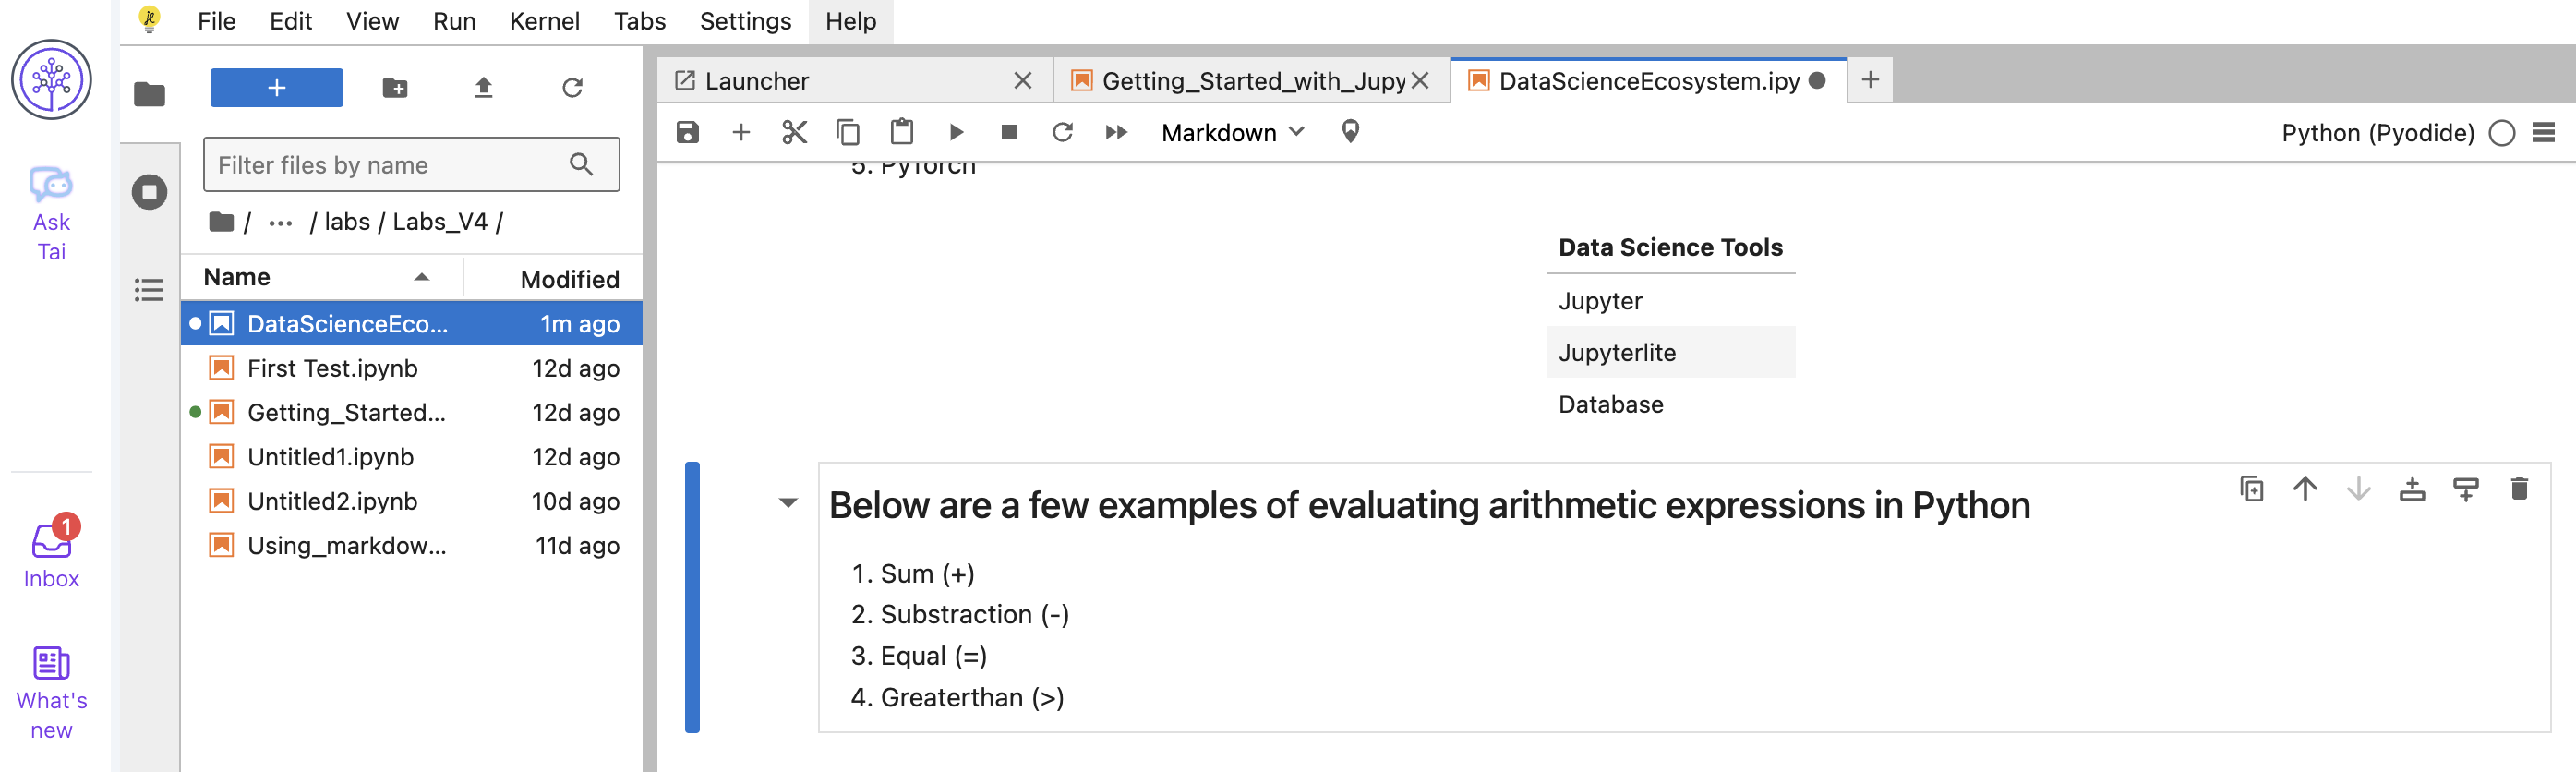 File Edit View Run Kernel Tabs Settings Help
Ask
Tai
Inbox
1
What's
new
Filter files by name
/ ... / labs / Labs_V4 /
Name Modified
DataScienceEco... 1m ago
First Test.ipynb 12d ago
Getting_Started... 12d ago
Untitled1.ipynb 12d ago
Untitled2.ipynb 10d ago
Using_markdow... 11d ago
Launcher
Getting_Started_with_Jupy
DataScienceEcosystem.ipy
Markdown
Python (Pyodide)
5. PyTorch
Data Science Tools
Jupyter
Jupyterlite
Database
Below are a few examples of evaluating arithmetic expressions in Python
1. Sum (+)
2. Substraction (-)
3. Equal (=)
4. Greaterthan (>)